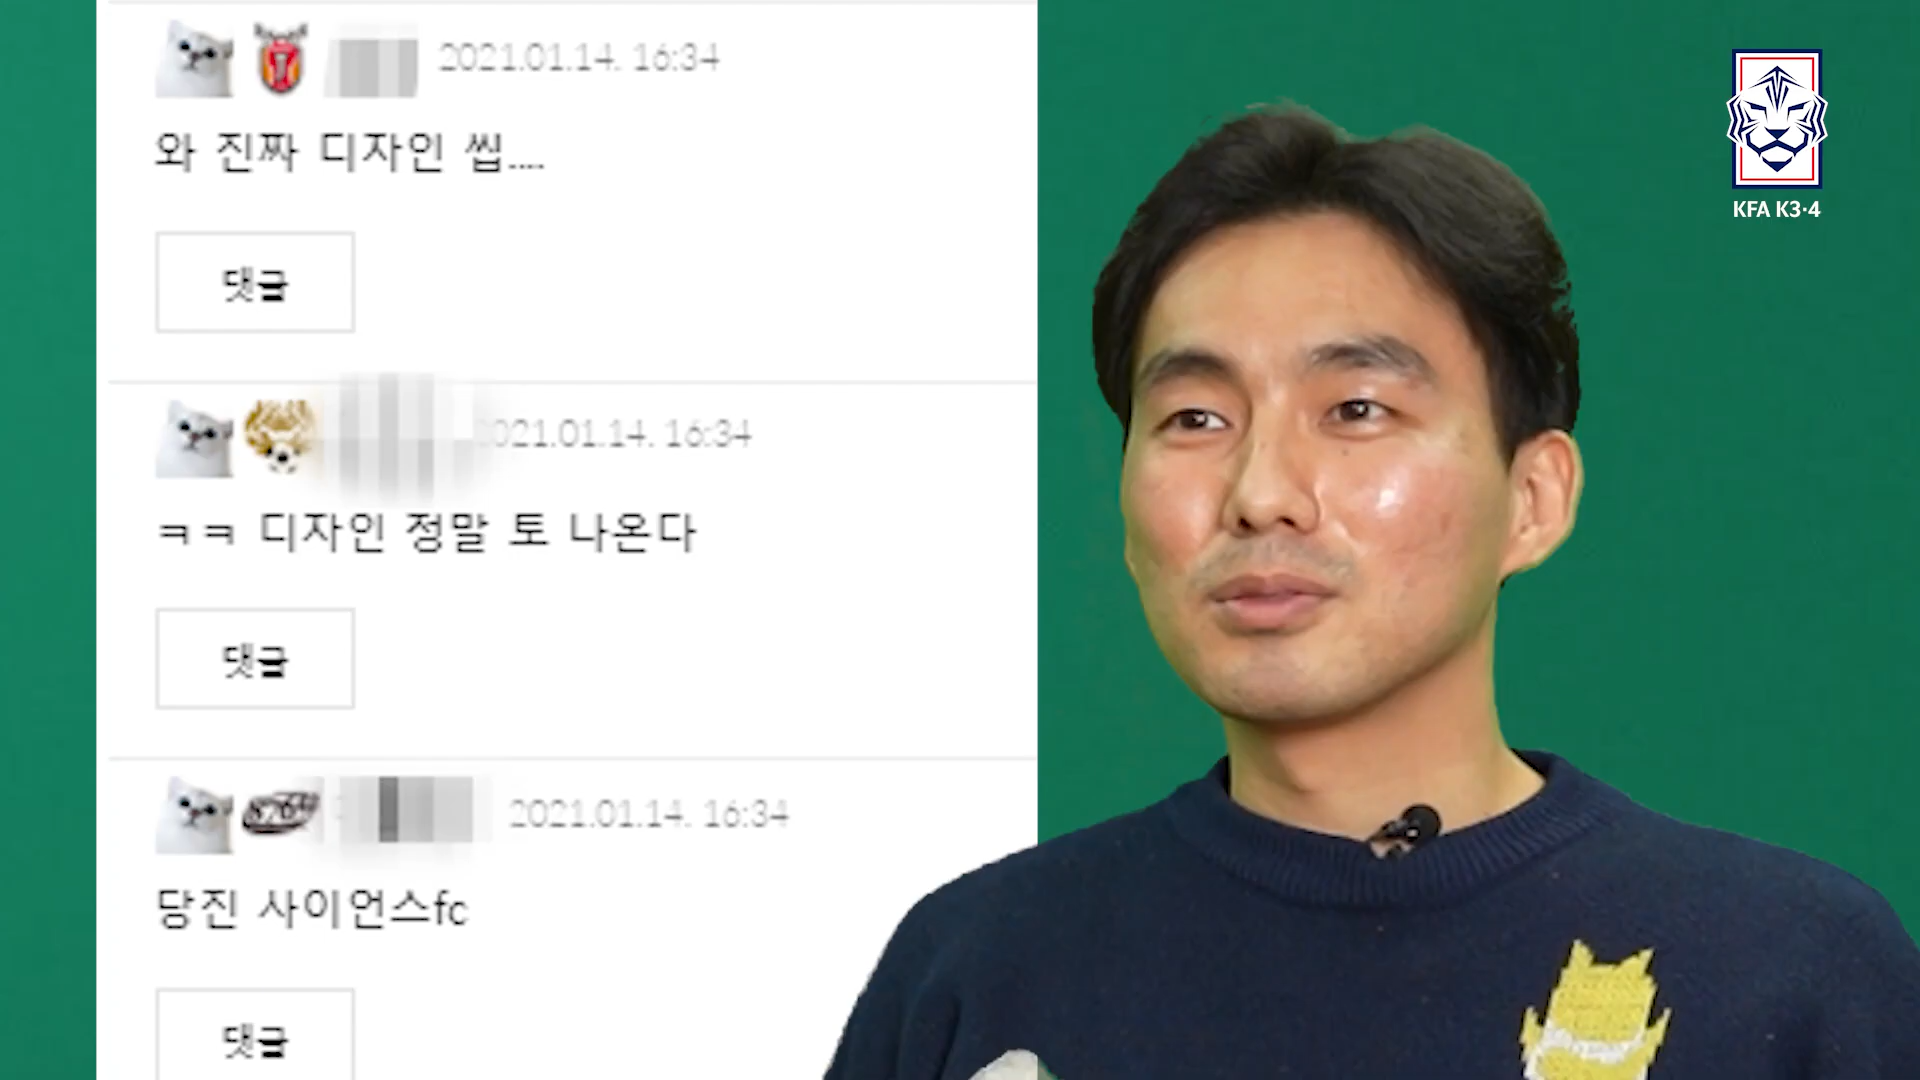 2021.01.14. 16:34
와 진짜 디자인 씹....
댓글
021.01.14. 16:34
ㅋㅋ 디자인 정말 토 나온다
댓글
2021.01.14. 16:34
당진 사이언스fc
댓글
KFA K3·4